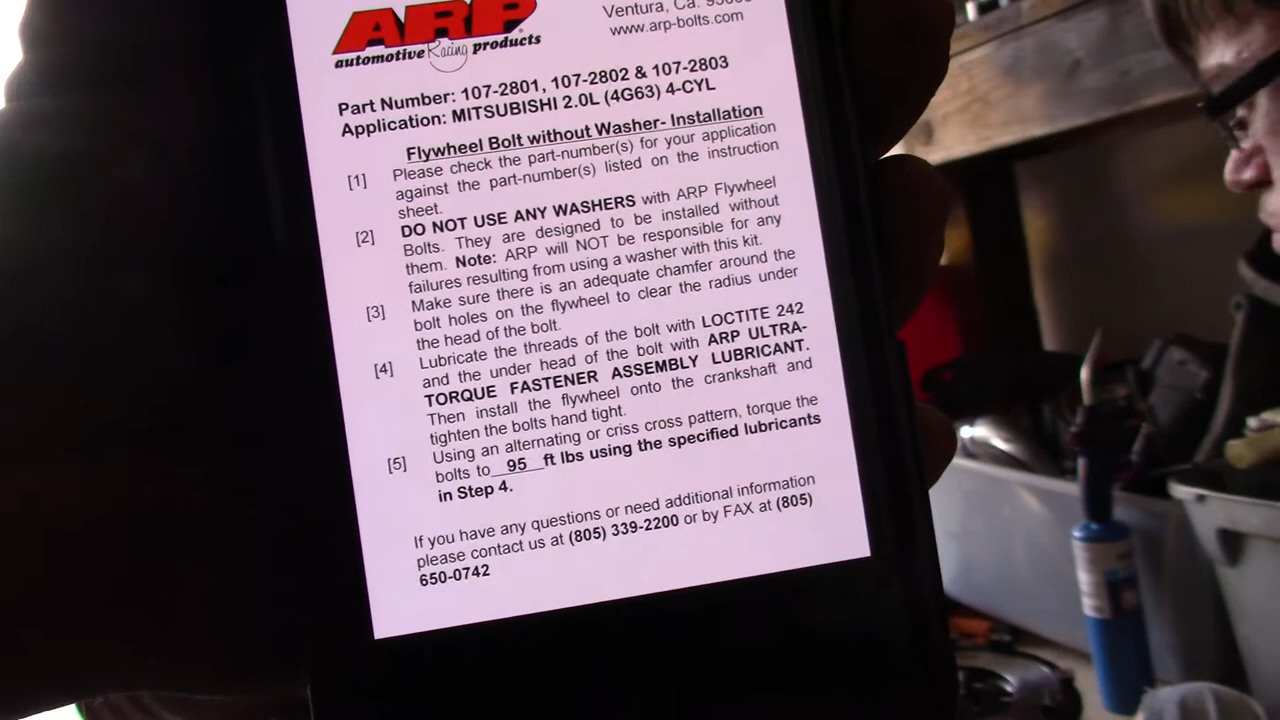 ARP
Ventura, Ca.
automotive Racing products
www.arp-bolts.com
Part Number: 107-2801, 107-2802 & 107-2803
Application: MITSUBISHI 2.0L (4G63) 4-CYL
Flywheel Bolt without Washer- Installation
[1] Please check the part-number(s) for your application
against the part-number(s) listed on the instruction
sheet.
[2] DO NOT USE ANY WASHERS with ARP Flywheel
Bolts. They are designed to be installed without
them. Note: ARP will NOT be responsible for any
failures resulting from using a washer with this kit.
[3] Make sure there is an adequate chamfer around the
bolt holes on the flywheel to clear the radius under
the head of the bolt.
[4] Lubricate the threads of the bolt with LOCTITE 242
and the under head of the bolt with ARP ULTRA-
TORQUE FASTENER ASSEMBLY LUBRICANT.
Then install the flywheel onto the crankshaft and
tighten the bolts hand tight.
[5] Using an alternating or criss cross pattern, torque the
bolts to__95__ft lbs using the specified lubricants
in Step 4.
If you have any questions or need additional information
please contact us at (805) 339-2200 or by FAX at (805)
650-0742